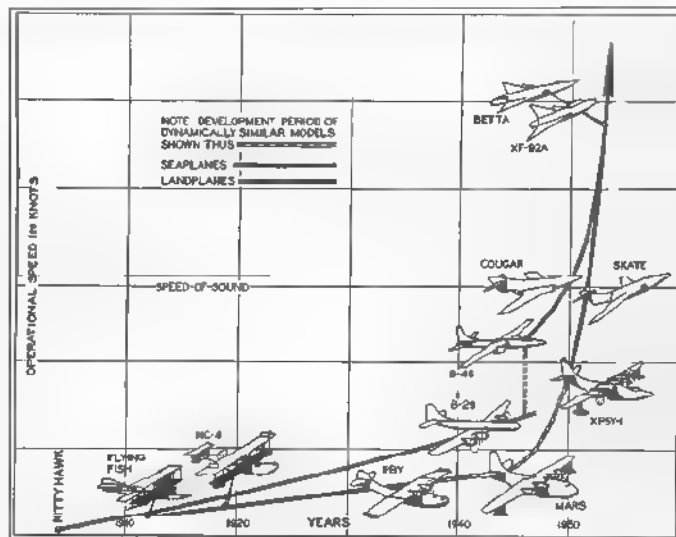 BETTA
XF-92A
NOTE DEVELOPMENT PERIOD OF
DYNAMICALLY SIMILAR MODELS
SHOWN THUS
SEAPLANES
LANDPLANES
OPERATIONAL SPEED IN KNOTS
COUGAR
SKATE
SPEED-OF-SOUND
B-46
B-29
XP5Y-1
NC-4
FLYING
FISH
PBY
MARS
KITTY HAWK
1920
YEARS
1940
1950